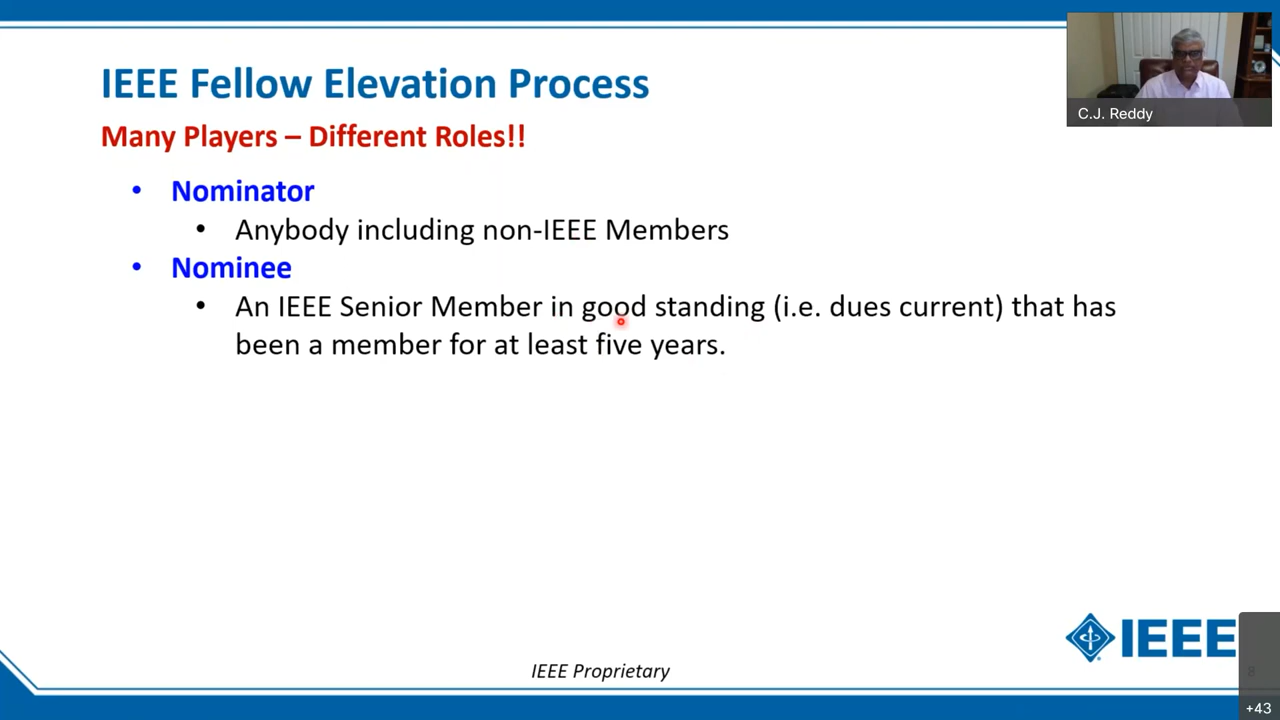 IEEE Fellow Elevation Process
C.J. Reddy
Many Players – Different Roles!!
• Nominator
• Anybody including non-IEEE Members
• Nominee
• An IEEE Senior Member in good standing (i.e. dues current) that has
been a member for at least five years.
IEEE
IEEE Proprietary
8
+43